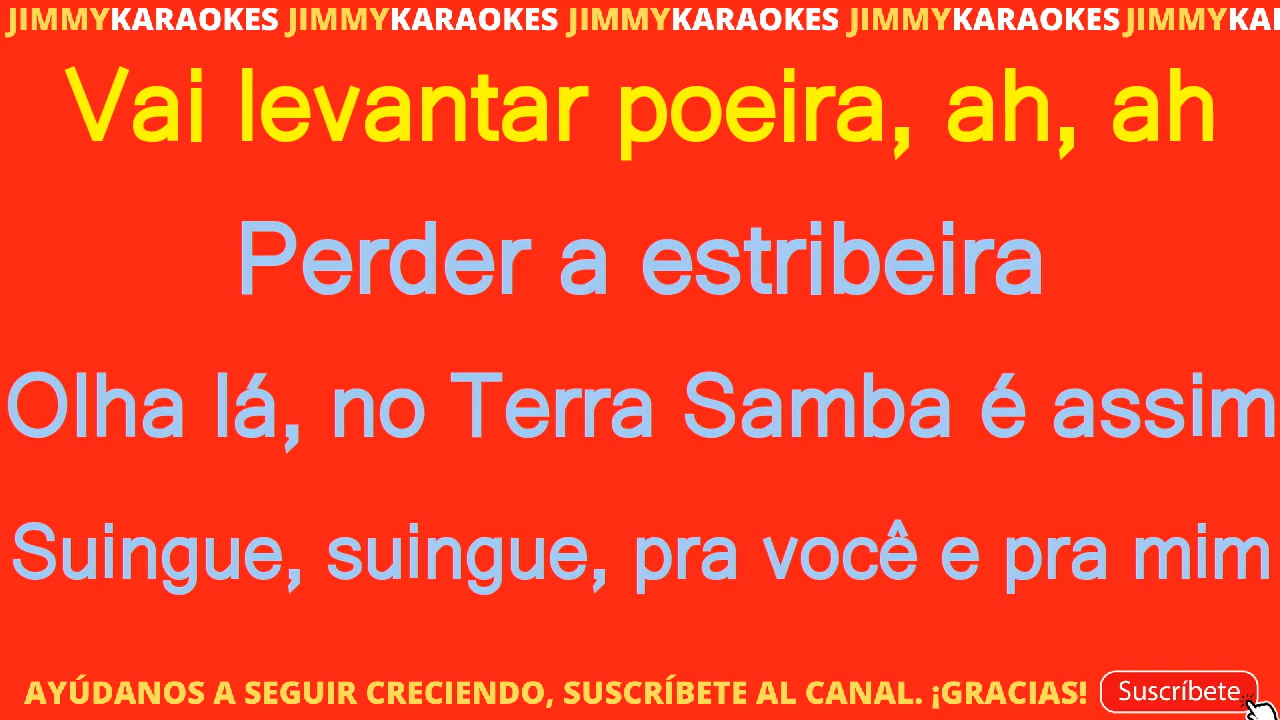 JIMMYKARAOKES JIMMYKARAOKES JIMMYKARAOKES JIMMYKARAOKES JIMMYKA
Vai levantar poeira, ah, ah
Perder a estribeira
Olha lá, no Terra Samba é assim
Suingue, suingue, pra você e pra mim
AYÚDANOS A SEGUIR CRECIENDO, SUSCRÍBETE AL CANAL. ¡GRACIAS! Suscríbete